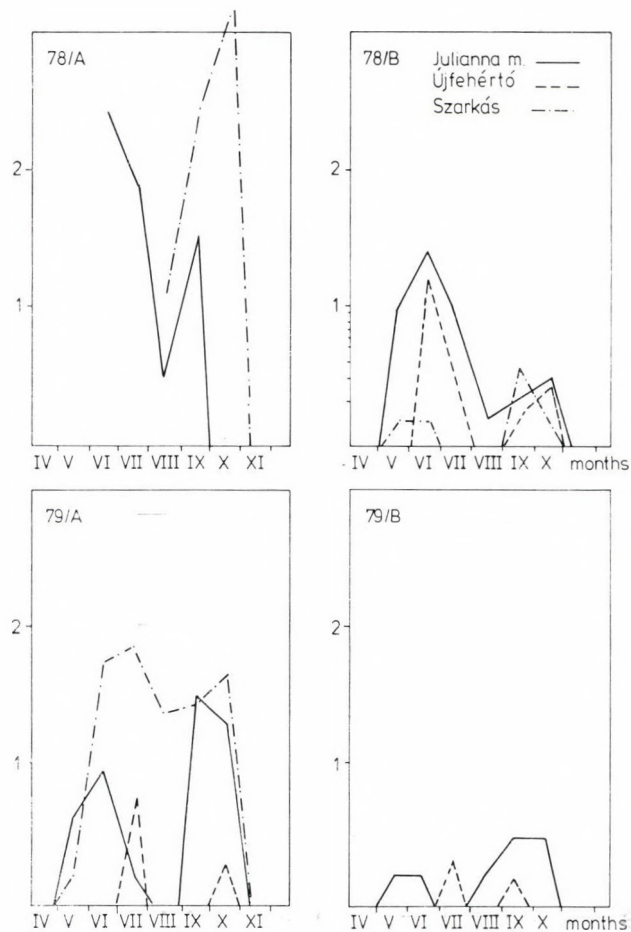 78/A
2
1
IV V VI VII VIII IX X XI
78/B
Julianna m.
Újfehértó
Szarkás
2
1
IV V VI VII VIII IX X months
79/A
2
1
IV V VI VII VIII IX X XI
79/B
2
1
IV V VI VII VIII IX X months